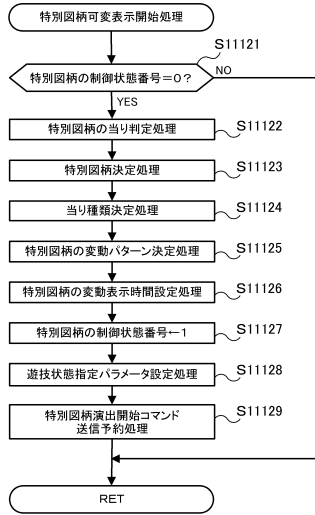 特別図柄可変表示開始処理
S11121
特別図柄の制御状態番号=0?
NO
YES
特別図柄の当り判定処理
S11122
特別図柄決定処理
S11123
当り種類決定処理
S11124
特別図柄の変動パターン決定処理
S11125
特別図柄の変動表示時間設定処理
S11126
特別図柄の制御状態番号←1
S11127
遊技状態指定パラメータ設定処理
S11128
特別図柄演出開始コマンド
送信予約処理
S11129
RET